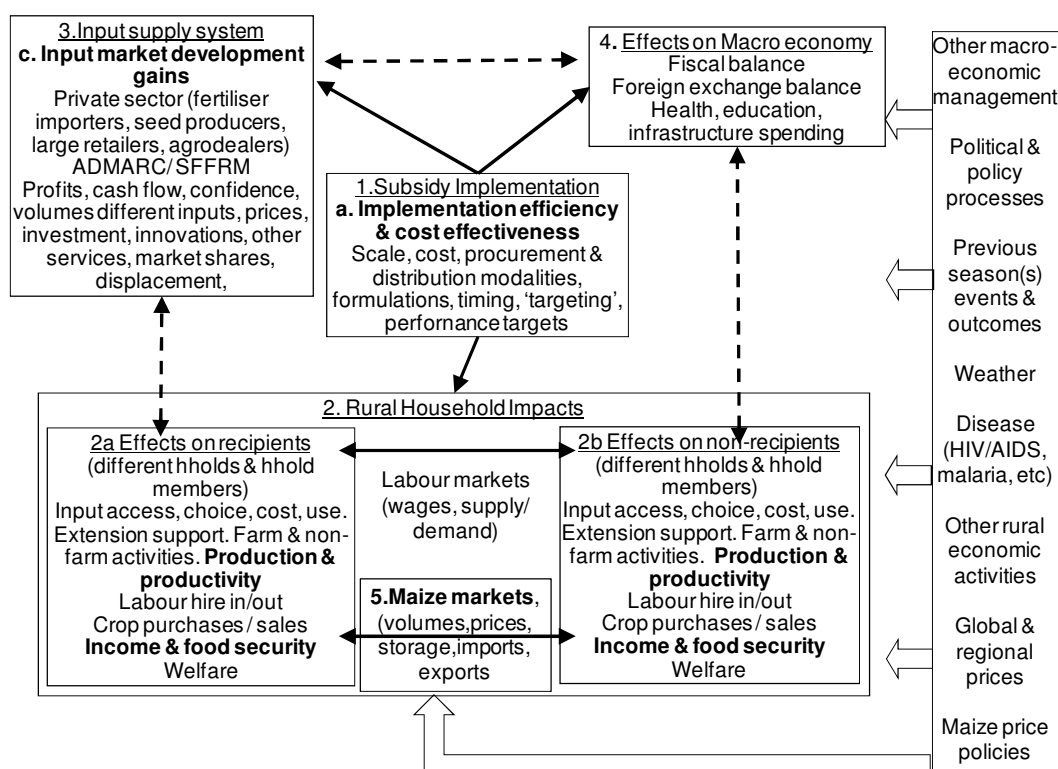 3.Input supply system
c. Input market development
gains
Private sector (fertiliser
importers, seed producers,
large retailers, agrodealers)
ADMARC/ SFFRM
Profits, cash flow, confidence,
volumes different inputs, prices,
investment, innovations, other
services, market shares,
displacement,
4. Effects on Macro economy
Fiscal balance
Foreign exchange balance
Health, education,
infrastructure spending
1.Subsidy Implementation
a. Implementation efficiency
& cost effectiveness
Scale, cost, procurement &
distribution modalities,
formulations, timing, ‘targeting’,
perfornance targets
2. Rural Household Impacts
2a Effects on recipients
(different hholds & hhold
members)
Input access, choice, cost, use.
Extension support. Farm & non-
farm activities. Production &
productivity
Labour hire in/out
Crop purchases / sales
Income & food security
Welfare
Labour markets
(wages, supply/
demand)
5.Maize markets,
(volumes,prices,
storage,imports,
exports
2b Effects on non-recipients
(different hholds & hhold
members)
Input access, choice, cost, use.
Extension support. Farm & non-
farm activities. Production &
productivity
Labour hire in/out
Crop purchases / sales
Income & food security
Welfare
Other macro-
economic
management
Political &
policy
processes
Previous
season(s)
events &
outcomes
Weather
Disease
(HIV/AIDS,
malaria, etc)
Other rural
economic
activities
Global &
regional
prices
Maize price
policies